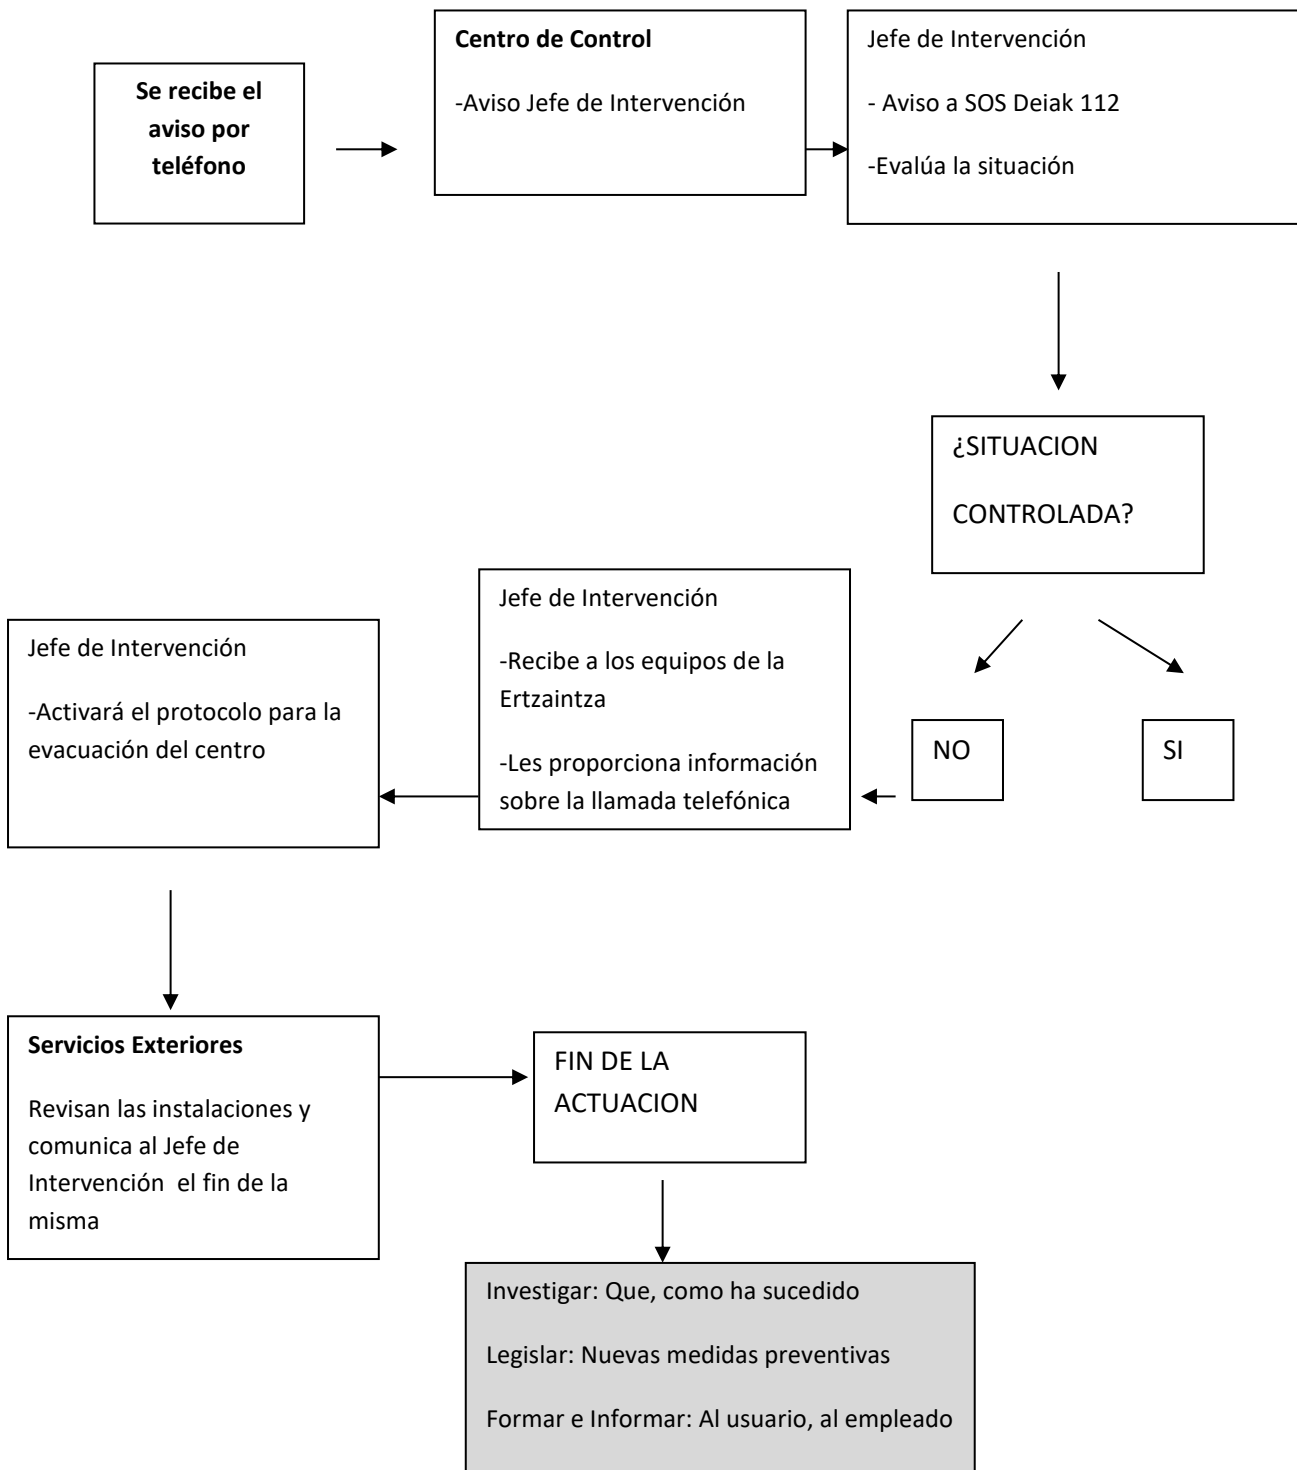 Se recibe el
aviso por
teléfono
Centro de Control
-Aviso Jefe de Intervención
Jefe de Intervención
- Aviso a SOS Deiak 112
-Evalúa la situación
¿SITUACION
CONTROLADA?
NO
SI
Jefe de Intervención
-Recibe a los equipos de la
Ertzaintza
-Les proporciona información
sobre la llamada telefónica
Jefe de Intervención
-Activará el protocolo para la
evacuación del centro
Servicios Exteriores
Revisan las instalaciones y
comunica al Jefe de
Intervención  el fin de la
misma
FIN DE LA
ACTUACION
Investigar: Que, como ha sucedido
Legislar: Nuevas medidas preventivas
Formar e Informar: Al usuario, al empleado